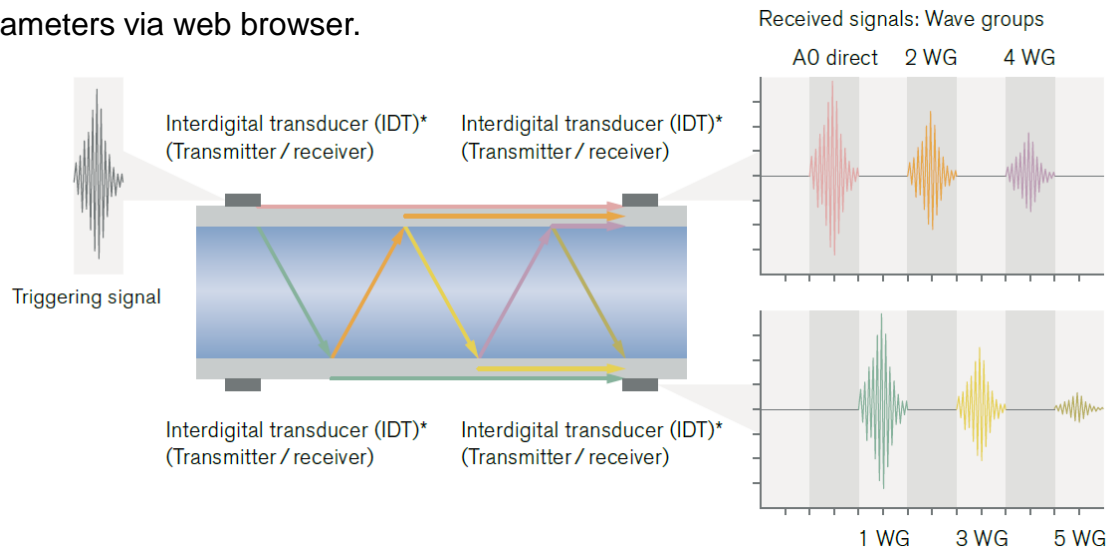 ameters via web browser.
Received signals: Wave groups
A0 direct 2 WG 4 WG
Interdigital transducer (IDT)* Interdigital transducer (IDT)*
(Transmitter / receiver) (Transmitter / receiver)
Triggering signal
Interdigital transducer (IDT)* Interdigital transducer (IDT)*
(Transmitter / receiver) (Transmitter / receiver)
1 WG 3 WG 5 WG